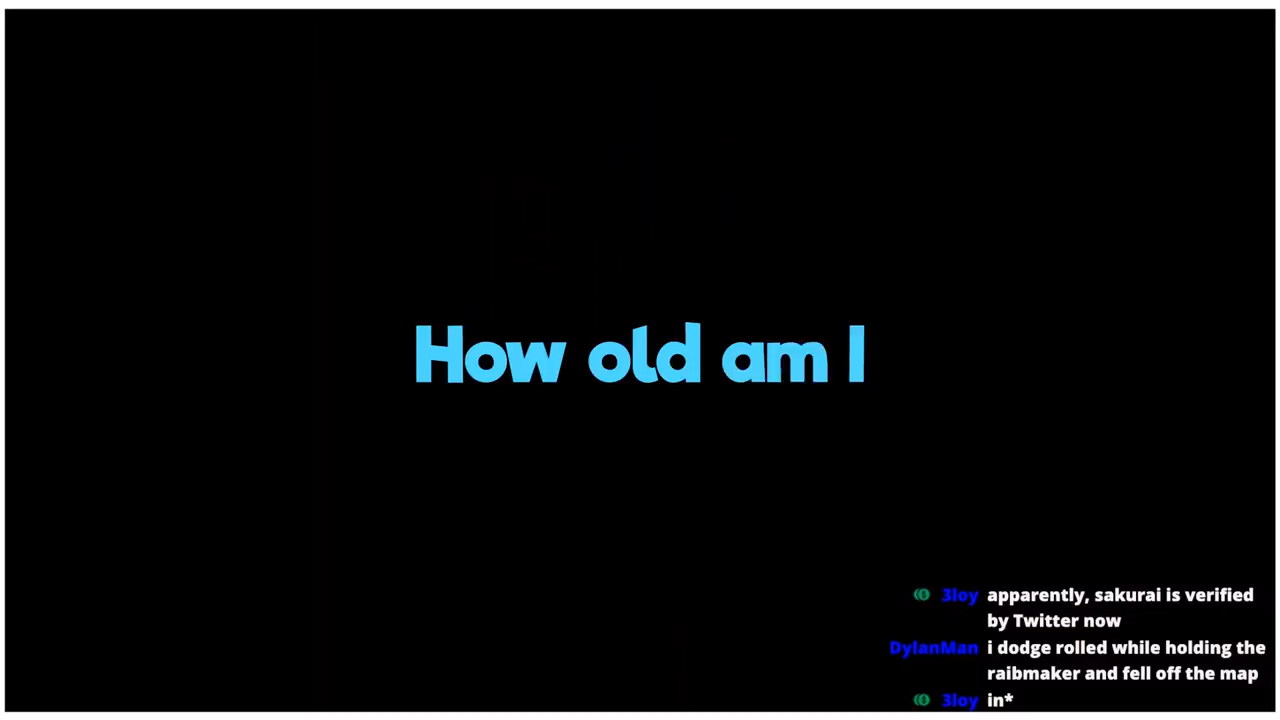 How old am I
3loy apparently, sakurai is verified
by Twitter now
DylanMan i dodge rolled while holding the
raibmaker and fell off the map
3loy in*